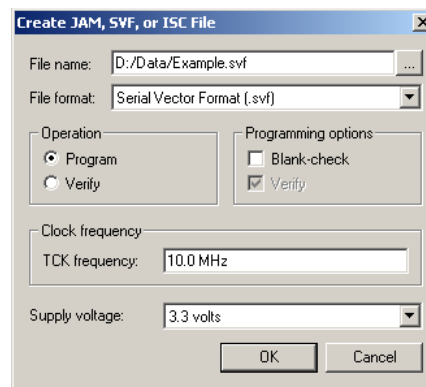 Create JAM, SVF, or ISC File
File name: D:/Data/Example.svf ...
File format: Serial Vector Format (.svf)
Operation
Program
Verify
Programming options
Blank-check
Verify
Clock frequency
TCK frequency: 10.0 MHz
Supply voltage: 3.3 volts
OK Cancel